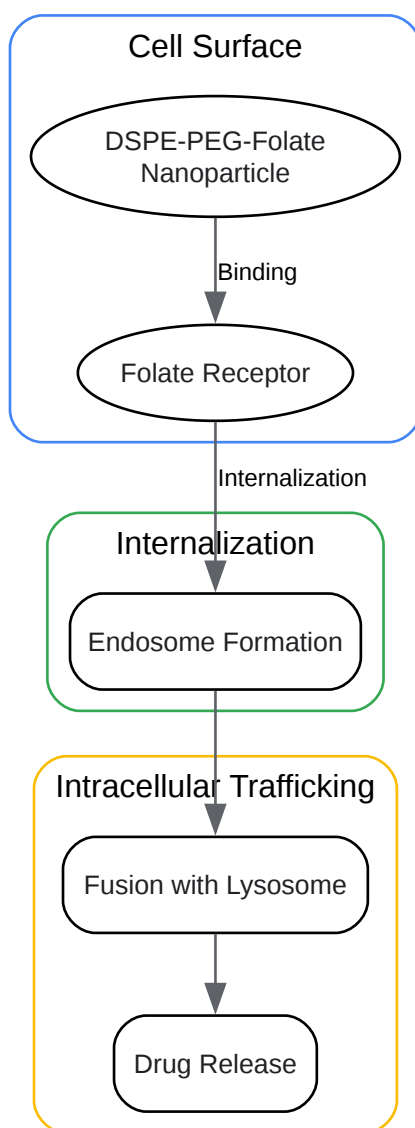 Cell Surface
DSPE-PEG-Folate
Nanoparticle
Binding
Folate Receptor
Internalization
Internalization
Endosome Formation
Intracellular Trafficking
Fusion with Lysosome
Drug Release